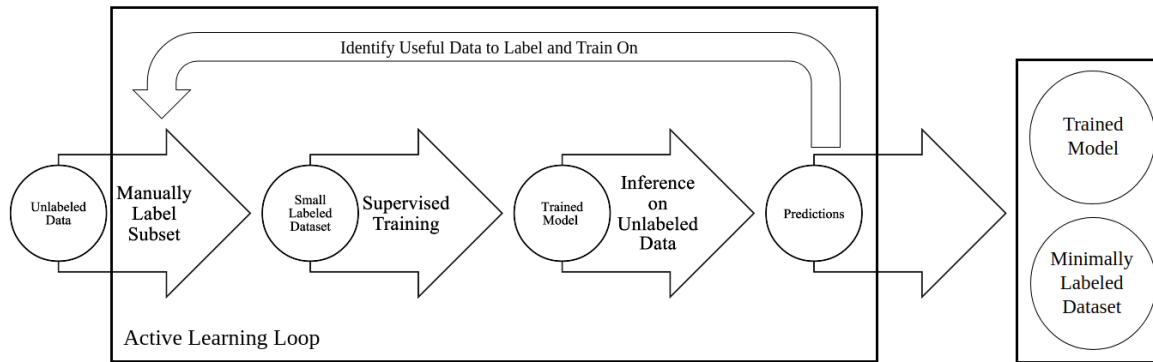 Identify Useful Data to Label and Train On
Unlabeled
Data
Manually
Label
Subset
Small
Labeled
Dataset
Supervised
Training
Trained
Model
Inference
on
Unlabeled
Data
Predictions
Active Learning Loop
Trained
Model
Minimally
Labeled
Dataset